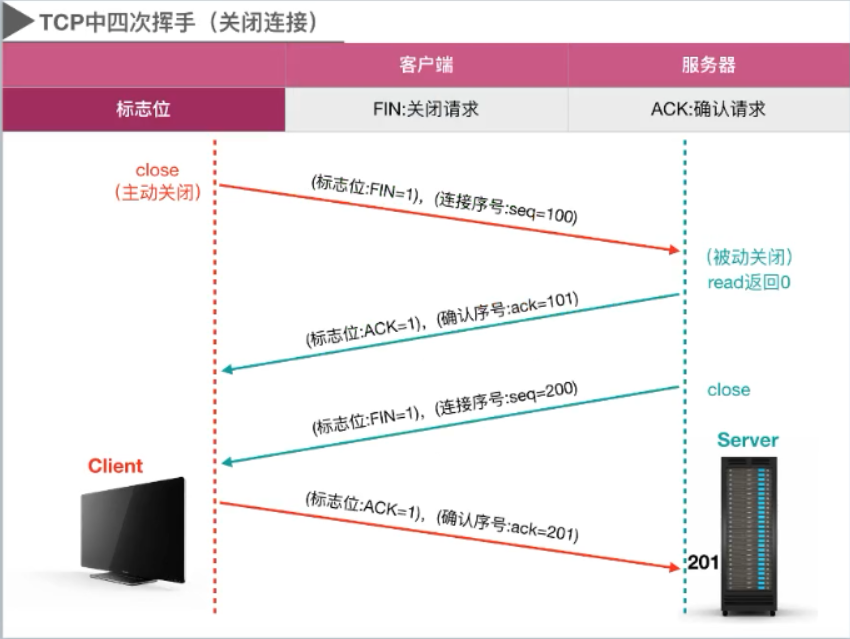 TCP中四次挥手（关闭连接）
客户端
服务器
标志位
FIN:关闭请求
ACK:确认请求
close
（主动关闭）
(标志位:FIN=1)，(连接序号:seq=100)
（被动关闭）
read返回0
(标志位:ACK=1)，(确认序号:ack=101)
(标志位:FIN=1)，(连接序号:seq=200)
close
Server
Client
(标志位:ACK=1)，(确认序号:ack=201)
201